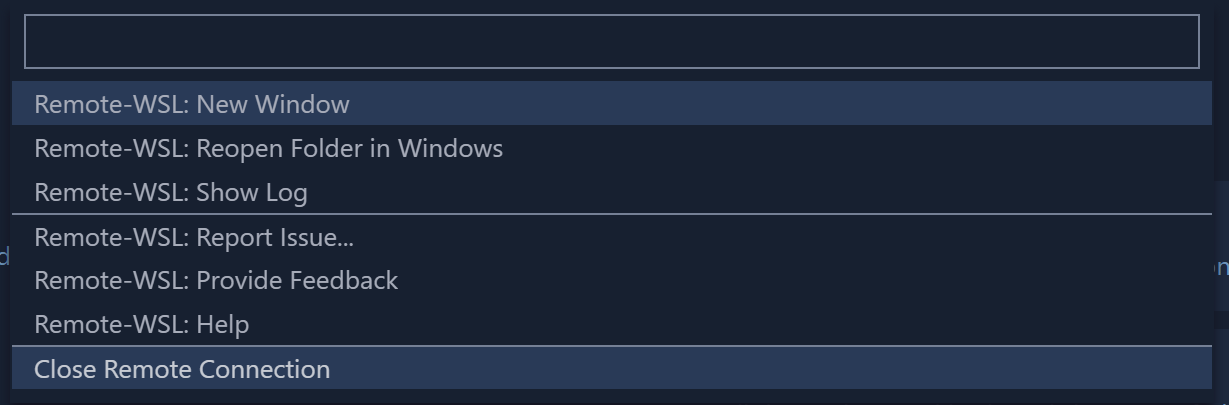 Remote-WSL: New Window
Remote-WSL: Reopen Folder in Windows
Remote-WSL: Show Log
Remote-WSL: Report Issue...
Remote-WSL: Provide Feedback
Remote-WSL: Help
Close Remote Connection